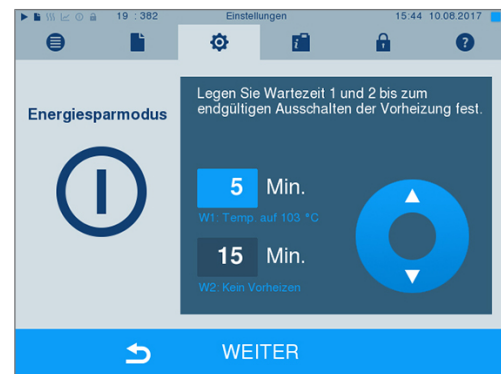 19 : 382 Einstellungen 15:44 10.08.2017
Energiesparmodus
Legen Sie Wartezeit 1 und 2 bis zum
endgültigen Ausschalten der Vorheizung fest.
5 Min.
W1: Temp. auf 103 °C
15 Min.
W2: Kein Vorheizen
WEITER